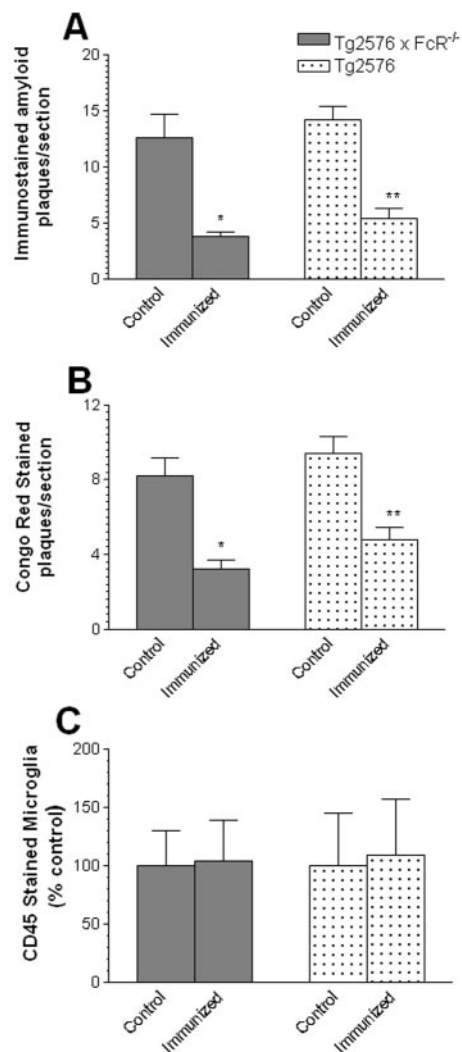 A
Tg2576 x FcR-/-
Tg2576
Immunostained amyloid
plaques/section
20
15
10
5
0
*
**
Control
Immunized
Control
Immunized
B
Congo Red Stained
plaques/section
12
8
4
0
*
**
Control
Immunized
Control
Immunized
C
CD45 Stained Microglia
(% control)
200
150
100
50
0
Control
Immunized
Control
Immunized